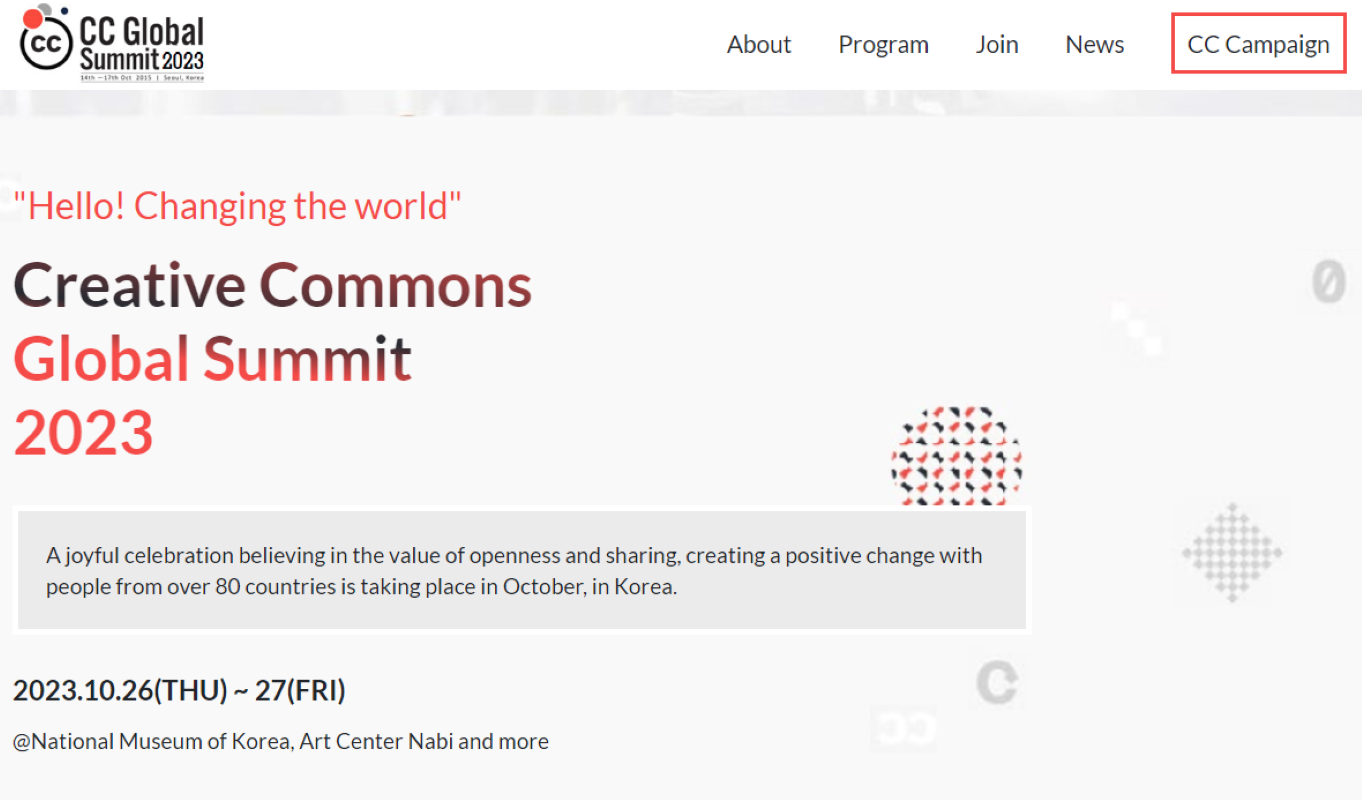 cc
CC Global
Summit 2023
14th — 17th Oct 2015 | Seoul, Korea
About Program Join News CC Campaign
"Hello! Changing the world"
Creative Commons
Global Summit
2023
A joyful celebration believing in the value of openness and sharing, creating a positive change with
people from over 80 countries is taking place in October, in Korea.
2023.10.26(THU) ~ 27(FRI)
@National Museum of Korea, Art Center Nabi and more